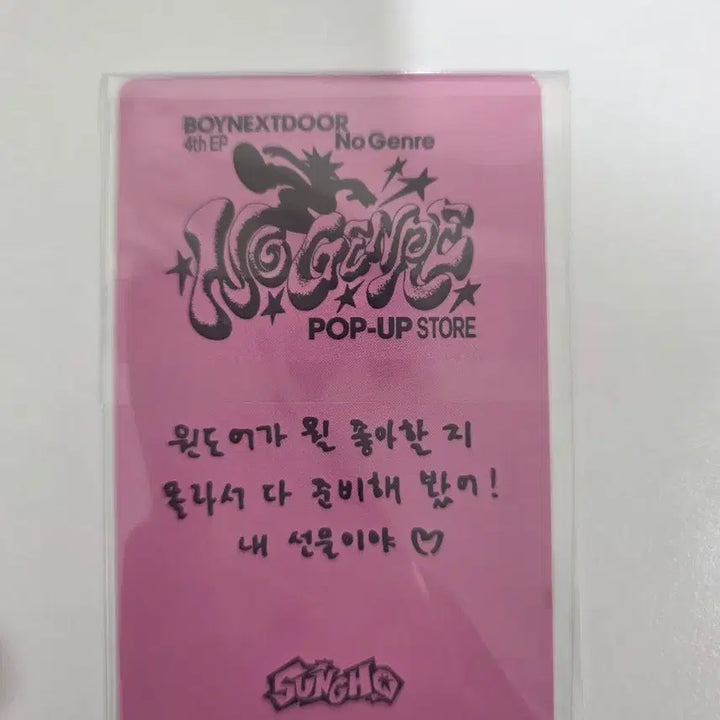 BOYNEXTDOOR
4th EP No Genre
NO GENRE
POP-UP STORE
원도어가 뭘 좋아할 지
몰라서 다 준비해 봤어!
내 선물이야 ♡
SUNGHO